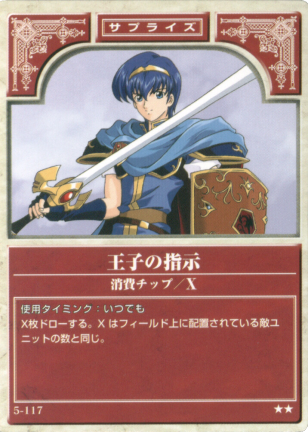 サプライズ
王子の指示
消費チップ／X
使用タイミング：いつでも
X枚ドローする。X はフィールド上に配置されている敵ユ
ニットの数と同じ。
5-117
★★